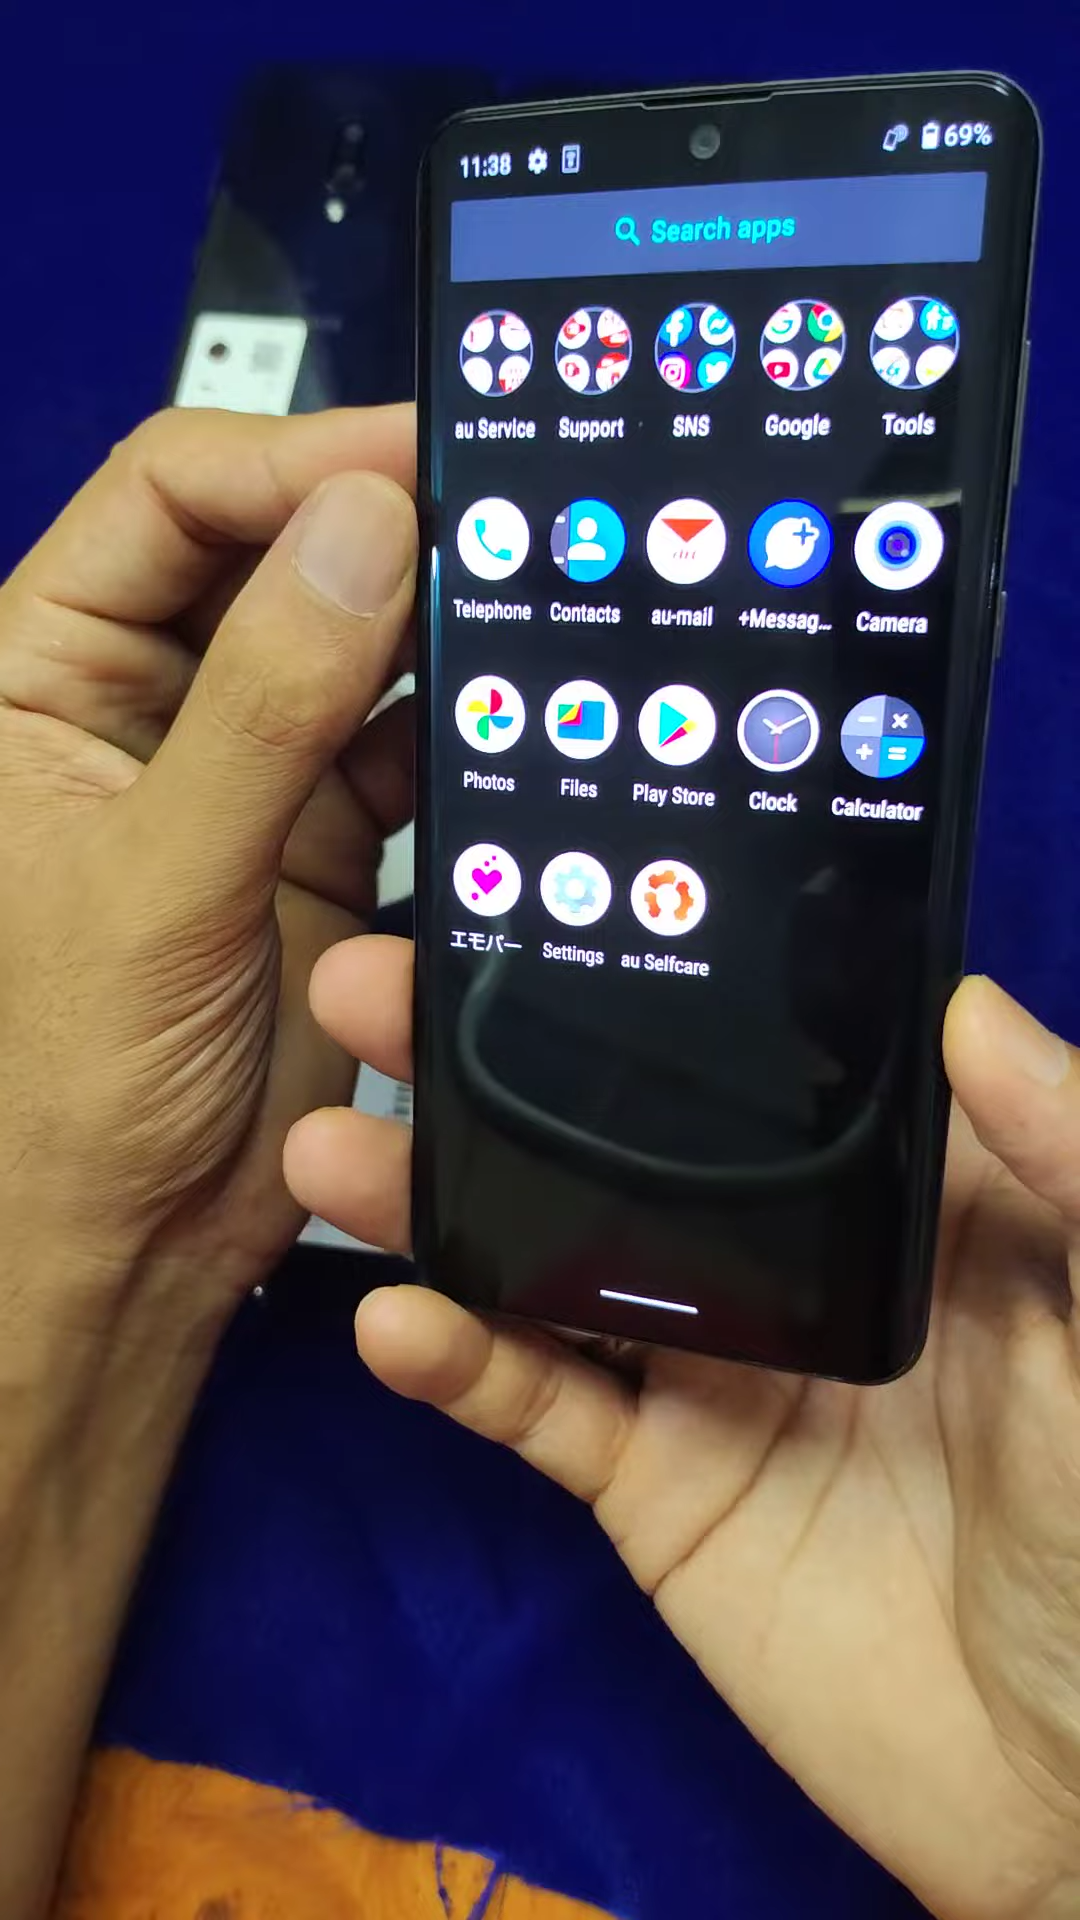 11:38 69%
Search apps
au Service Support SNS Google Tools
Telephone Contacts au-mail +Messag... Camera
Photos Files Play Store Clock Calculator
エモパー Settings au Selfcare